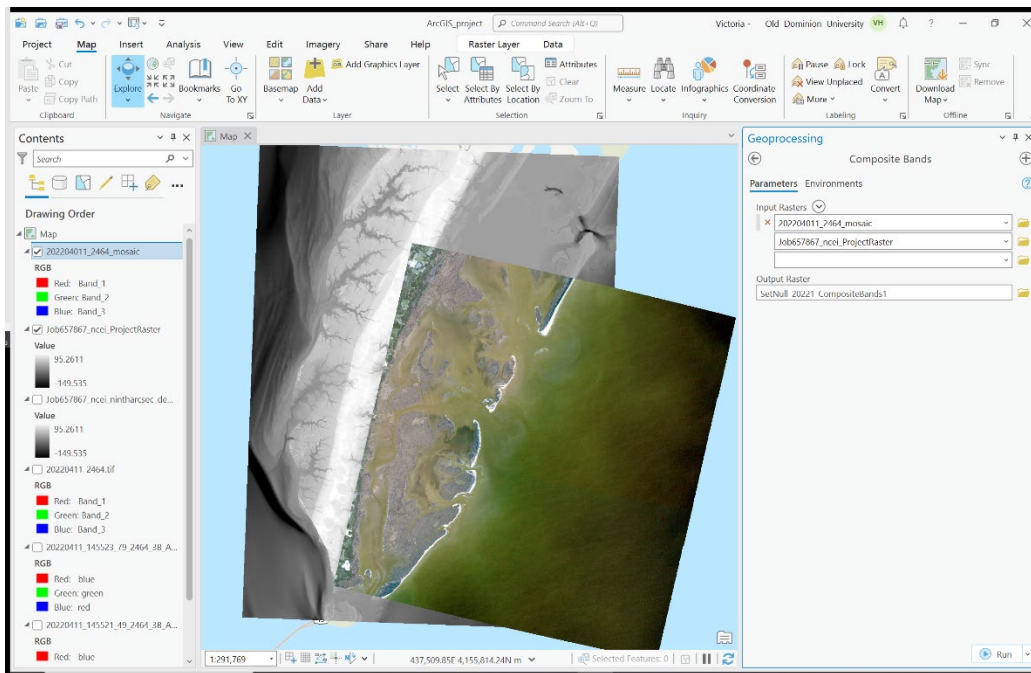 ArcGIS_project
Command Search (Alt+Q)
Victoria - Old Dominion University VH ? — X
Project Map Insert Analysis View Edit Imagery Share Help Raster Layer Data
Paste
Cut
Copy
Copy Path
Clipboard
Explore
Bookmarks
Go To XY
Navigate
Basemap
Add Data
Add Graphics Layer
Layer
Select
Select By Attributes
Select By Location
Attributes
Clear
Zoom To
Selection
Measure
Locate
Infographics
Coordinate Conversion
Inquiry
Pause
Lock
View Unplaced
More
Convert
Labeling
Download Map
Sync
Remove
Offline
Contents
Search
Drawing Order
Map
202204011_2464_mosaic
RGB
Red: Band_1
Green: Band_2
Blue: Band_3
Job657867_ncei_ProjectRaster
Value
95.2611
-149.535
Job657867_ncei_nintharcsec_de...
Value
95.2611
-149.535
20220411_2464.tif
RGB
Red: Band_1
Green: Band_2
Blue: Band_3
20220411_145523_79_2464_3B_A...
RGB
Red: blue
Green: green
Blue: red
20220411_145521_49_2464_3B_A...
RGB
Red: blue
Map
1:291,769
437,509.85E 4,155,814.24N m
Selected Features: 0
Geoprocessing
Composite Bands
Parameters Environments
Input Rasters
202204011_2464_mosaic
Job657867_ncei_ProjectRaster
Output Raster
SetNull_20221_CompositeBands1
Run